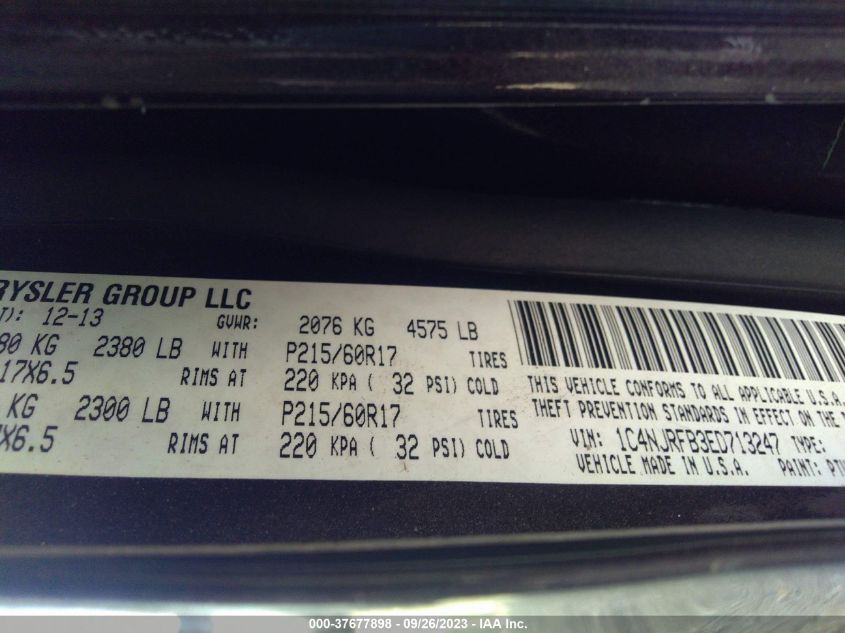 RYSLER GROUP LLC
T): 12-13 GVWR: 2076 KG 4575 LB
80 KG 2380 LB WITH P215/60R17 TIRES
17X6.5 RIMS AT 220 KPA ( 32 PSI) COLD
KG 2300 LB WITH P215/60R17 TIRES
X6.5 RIMS AT 220 KPA ( 32 PSI) COLD
THIS VEHICLE CONFORMS TO ALL APPLICABLE U.S.A.
THEFT PREVENTION STANDARDS IN EFFECT ON THE
VIN: 1C4NJRFB3ED713247 TYPE:
VEHICLE MADE IN U.S.A. PAINT:
000-37677898 - 09/26/2023 - IAA Inc.